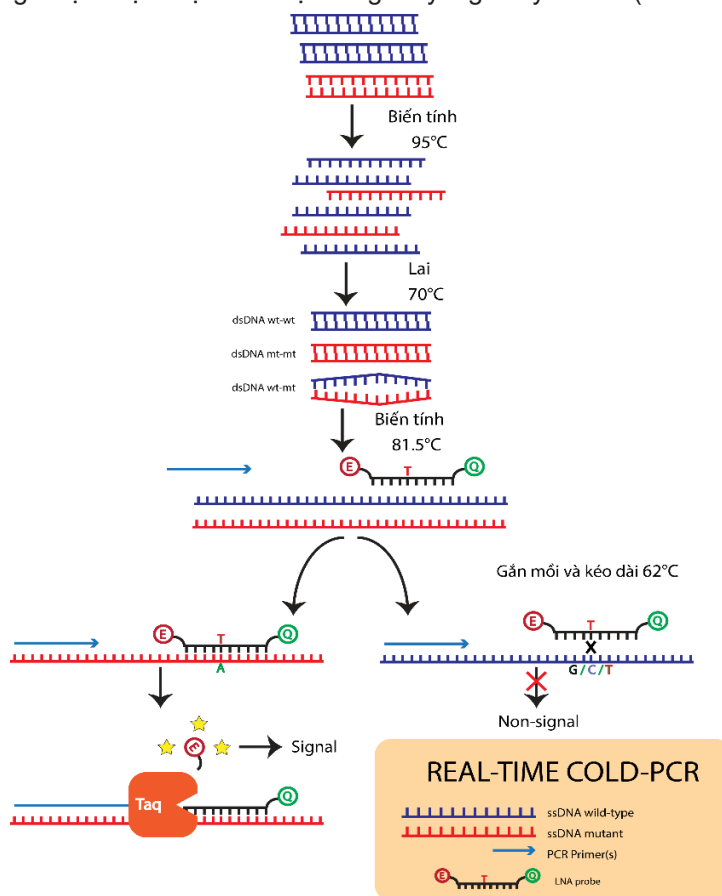 Biến tính
95°C
Lai
70°C
dsDNA wt-wt
dsDNA mt-mt
dsDNA wt-mt
Biến tính
81.5°C
E
T
Q
Gắn mồi và kéo dài 62°C
E
T
Q
A
E
T
Q
X
G/C/T
E
Signal
Non-signal
Taq
Q
REAL-TIME COLD-PCR
ssDNA wild-type
ssDNA mutant
PCR Primer(s)
E
T
Q
LNA probe